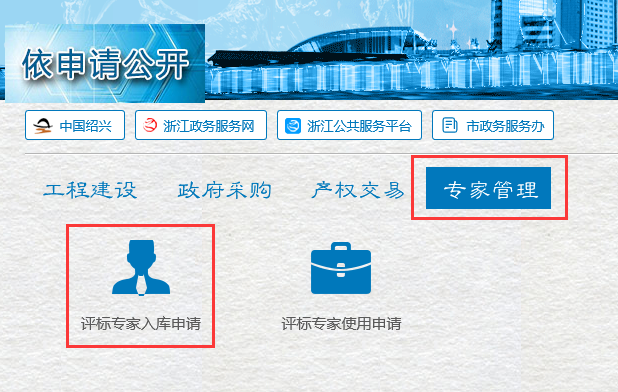 依申请公开
中国绍兴 浙江政务服务网 浙江公共服务平台 市政务服务办
工程建设 政府采购 产权交易 专家管理
评标专家入库申请 评标专家使用申请